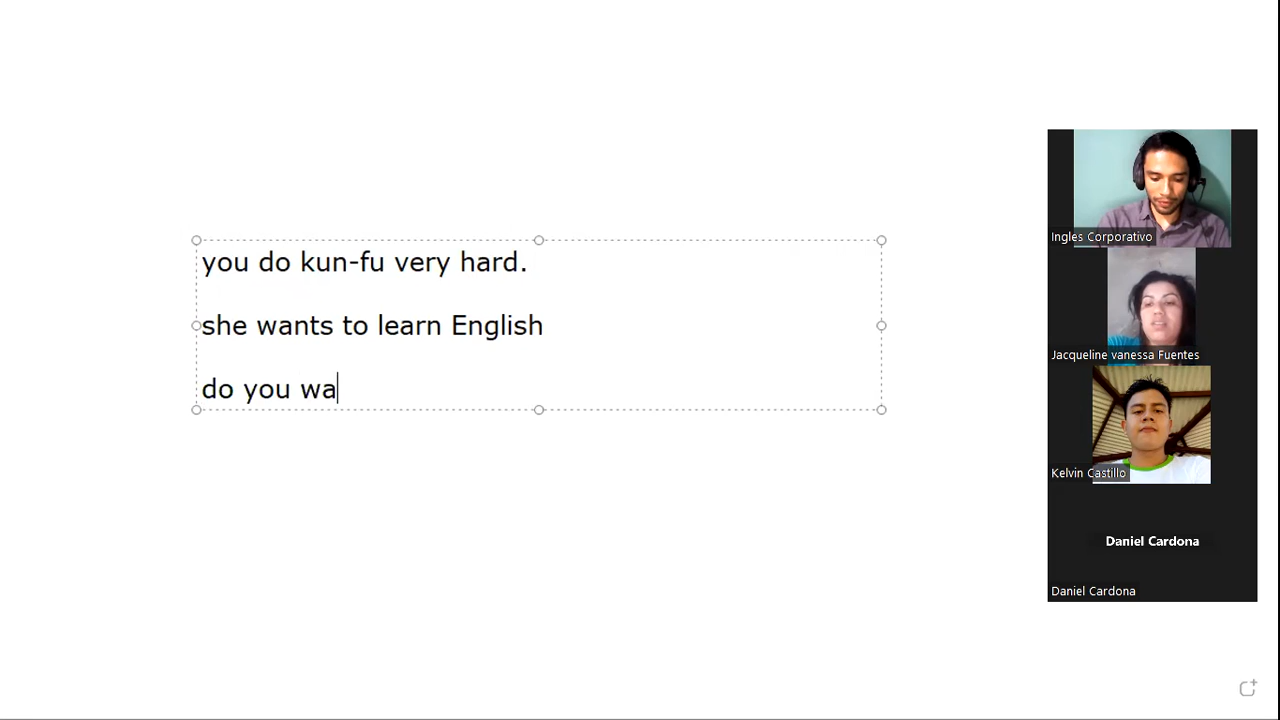 you do kun-fu very hard.
she wants to learn English
do you wa
Ingles Corporativo
Jacqueline vanessa Fuentes
Kelvin Castillo
Daniel Cardona
Daniel Cardona